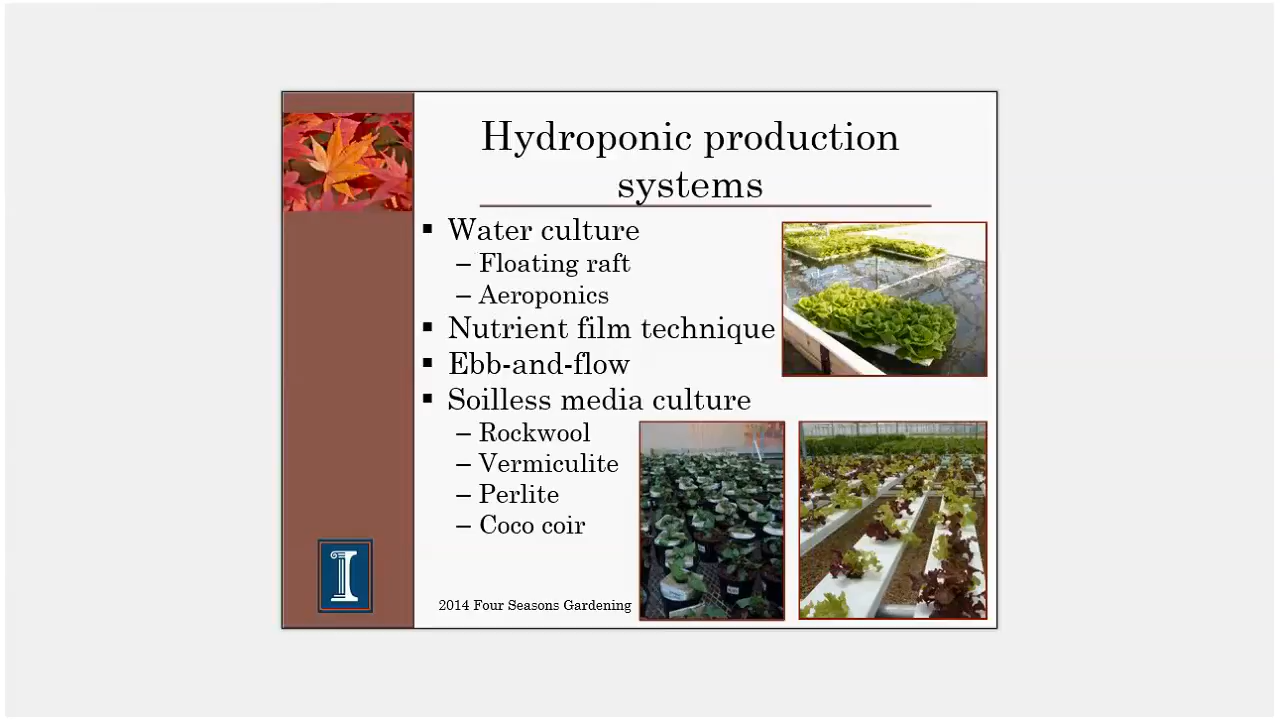 Hydroponic production
systems
▪ Water culture
– Floating raft
– Aeroponics
▪ Nutrient film technique
▪ Ebb-and-flow
▪ Soilless media culture
– Rockwool
– Vermiculite
– Perlite
– Coco coir
I
2014 Four Seasons Gardening